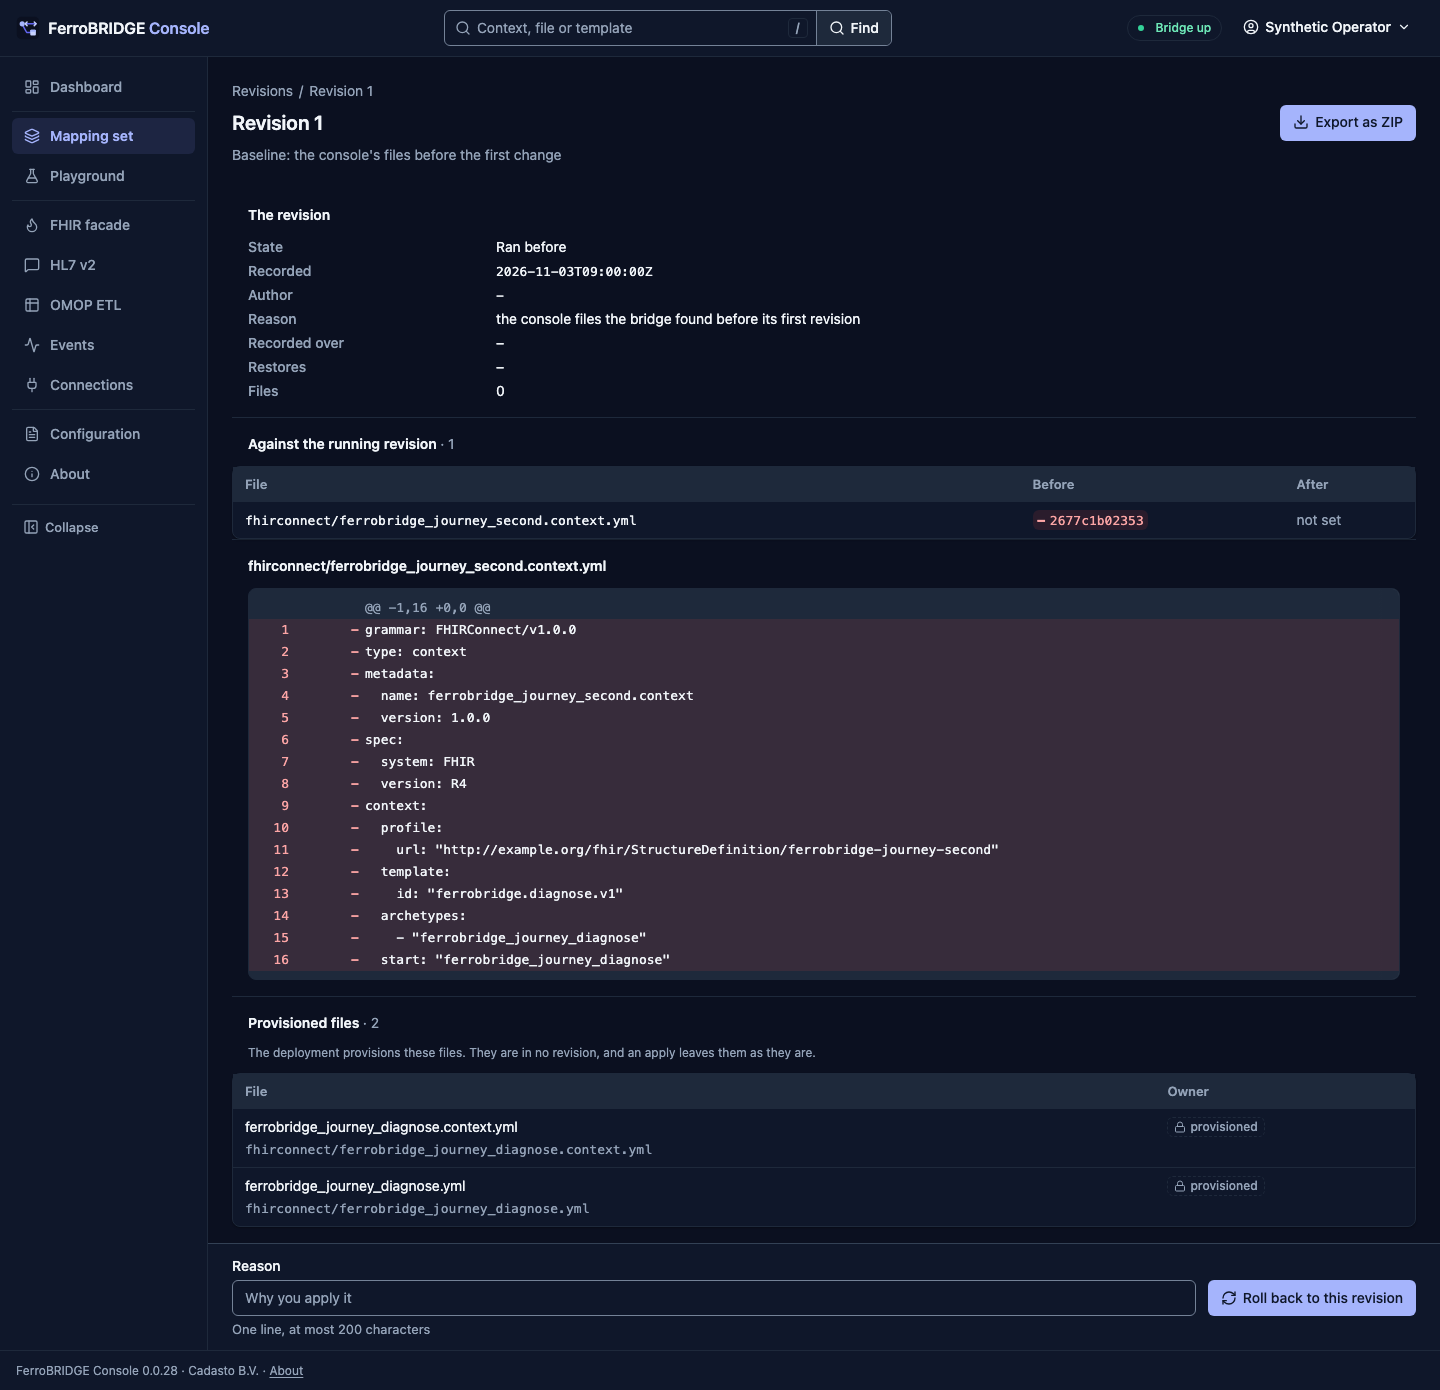 FerroBRIDGE Console
Context, file or template
/
Find
Bridge up
Synthetic Operator
Dashboard
Mapping set
Playground
FHIR facade
HL7 v2
OMOP ETL
Events
Connections
Configuration
About
Collapse
Revisions / Revision 1
Revision 1
Export as ZIP
Baseline: the console's files before the first change
The revision
State Ran before
Recorded 2026-11-03T09:00:00Z
Author –
Reason the console files the bridge found before its first revision
Recorded over –
Restores –
Files 0
Against the running revision · 1
File Before After
fhirconnect/ferrobridge_journey_second.context.yml − 2677c1b02353 not set
fhirconnect/ferrobridge_journey_second.context.yml
@@ -1,16 +0,0 @@
1 − grammar: FHIRConnect/v1.0.0
2 − type: context
3 − metadata:
4 −   name: ferrobridge_journey_second.context
5 −   version: 1.0.0
6 − spec:
7 −   system: FHIR
8 −   version: R4
9 − context:
10 −   profile:
11 −     url: "http://example.org/fhir/StructureDefinition/ferrobridge-journey-second"
12 −   template:
13 −     id: "ferrobridge.diagnose.v1"
14 −   archetypes:
15 −     - "ferrobridge_journey_diagnose"
16 −   start: "ferrobridge_journey_diagnose"
Provisioned files · 2
The deployment provisions these files. They are in no revision, and an apply leaves them as they are.
File Owner
ferrobridge_journey_diagnose.context.yml provisioned
fhirconnect/ferrobridge_journey_diagnose.context.yml
ferrobridge_journey_diagnose.yml provisioned
fhirconnect/ferrobridge_journey_diagnose.yml
Reason
Why you apply it
Roll back to this revision
One line, at most 200 characters
FerroBRIDGE Console 0.0.28 · Cadasto B.V. · About